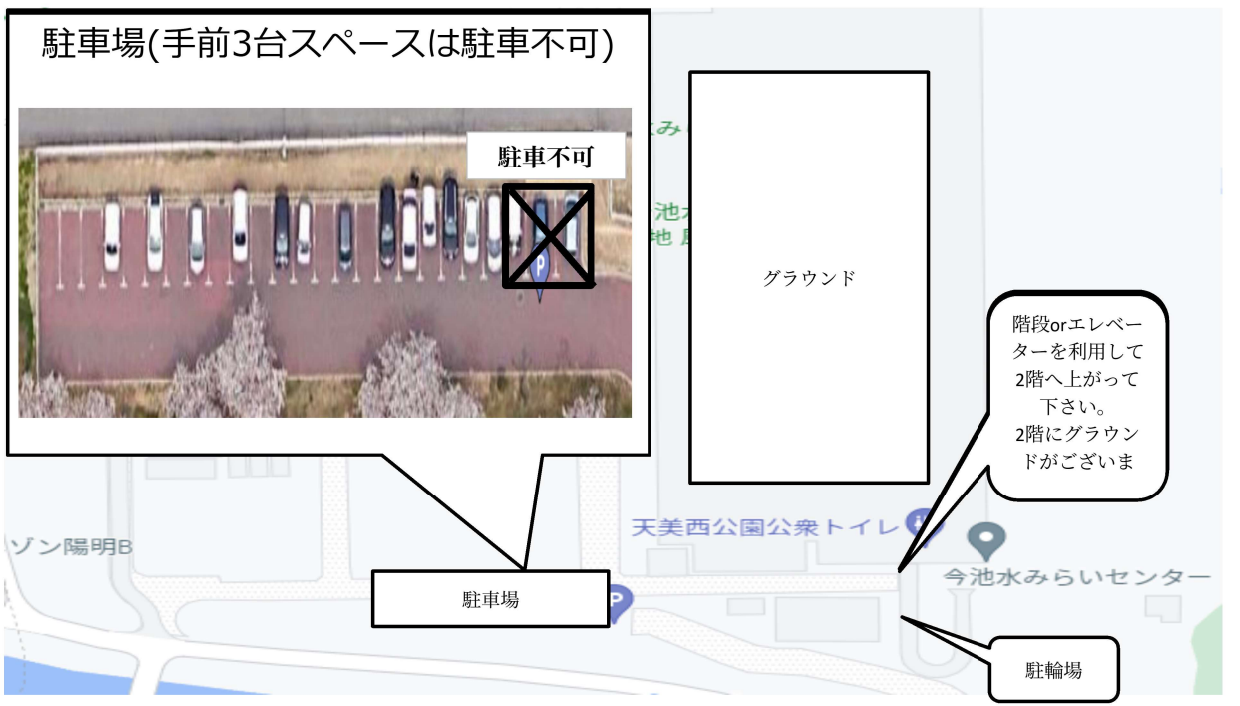 駐車場(手前3台スペースは駐車不可)
駐車不可
P
み
池水
地
グラウンド
階段orエレベー
ターを利用して
2階へ上がって
下さい。
2階にグラウン
ドがございま
天美西公園公衆トイレ
ゾン陽明B
今池水みらいセンター
駐車場
P
駐輪場